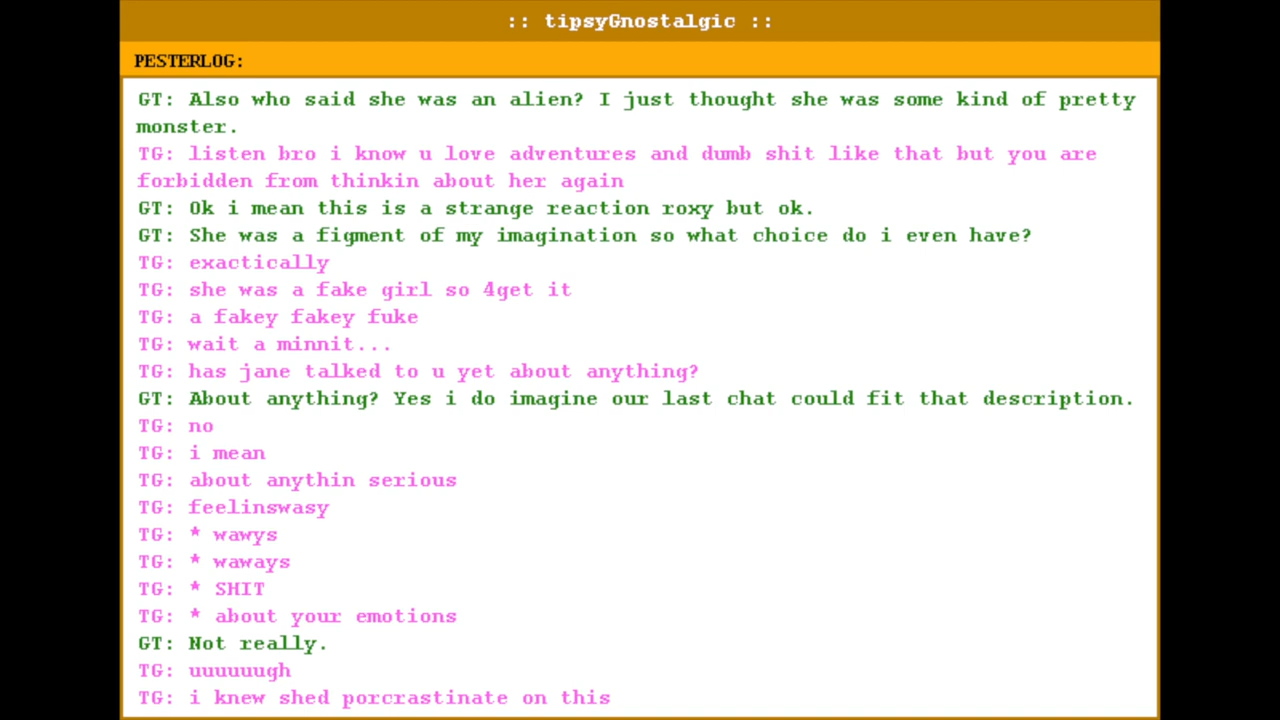 :: tipsyGnostalgic ::
PESTERLOG:
GT: Also who said she was an alien? I just thought she was some kind of pretty
monster.
TG: listen bro i know u love adventures and dumb shit like that but you are
forbidden from thinkin about her again
GT: Ok i mean this is a strange reaction roxy but ok.
GT: She was a figment of my imagination so what choice do i even have?
TG: exactically
TG: she was a fake girl so 4get it
TG: a fakey fakey fuke
TG: wait a minnit...
TG: has jane talked to u yet about anything?
GT: About anything? Yes i do imagine our last chat could fit that description.
TG: no
TG: i mean
TG: about anythin serious
TG: feelinswasy
TG: * wawys
TG: * waways
TG: * SHIT
TG: * about your emotions
GT: Not really.
TG: uuuuuugh
TG: i knew shed porcrastinate on this